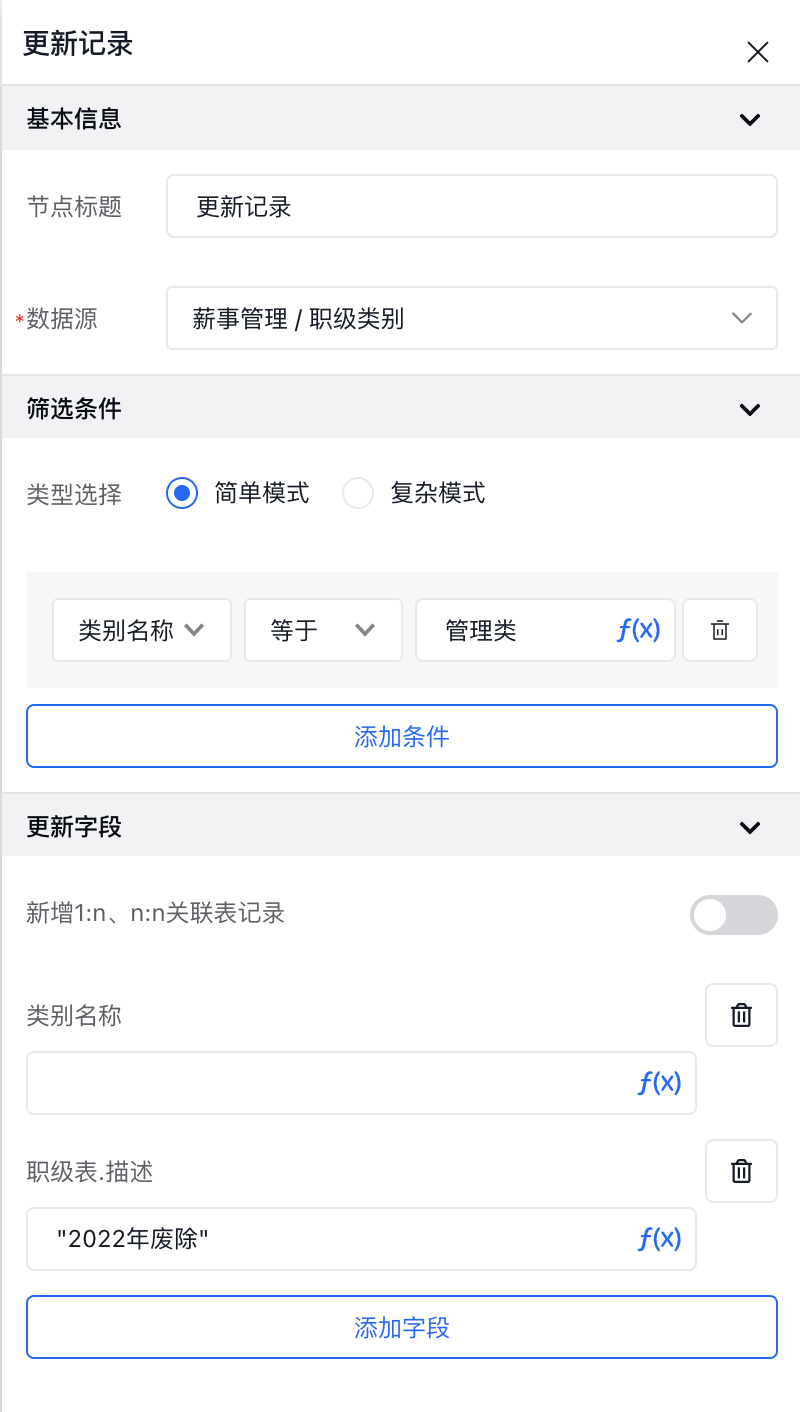 更新记录
基本信息
节点标题 更新记录
*数据源 薪事管理 / 职级类别
筛选条件
类型选择 简单模式 复杂模式
类别名称 等于 管理类 f(x)
添加条件
更新字段
新增1:n、n:n关联表记录
类别名称
f(x)
职级表.描述
"2022年废除" f(x)
添加字段